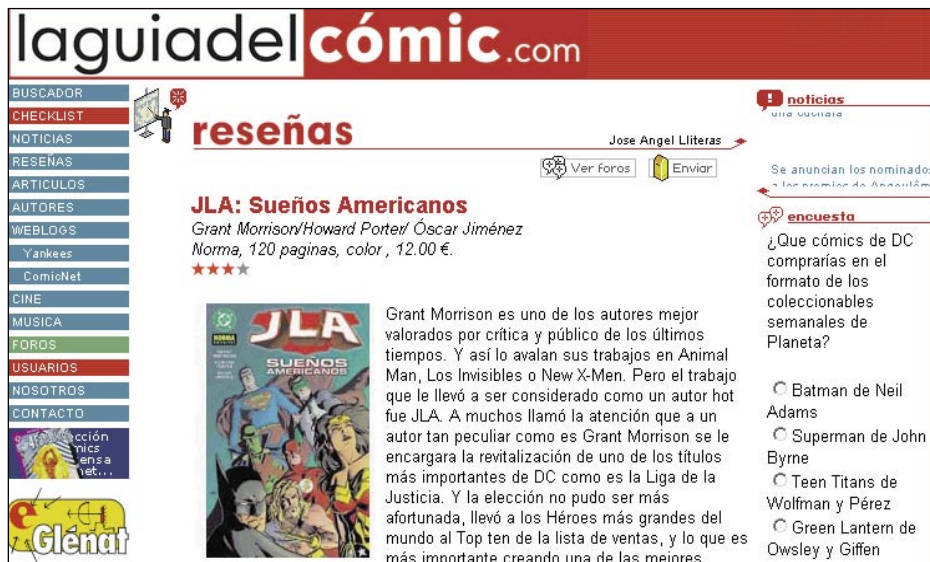 laguiadelcómic.com
BUSCADOR
CHECKLIST
NOTICIAS
RESEÑAS
ARTICULOS
AUTORES
WEBLOGS
Yankees
ComicNet
CINE
MUSICA
FOROS
USUARIOS
NOSOTROS
CONTACTO
Glénat
reseñas
Jose Angel Lliteras
Ver foros
Enviar
JLA: Sueños Americanos
Grant Morrison/Howard Porter/ Óscar Jiménez
Norma, 120 paginas, color , 12.00 €.
JLA
SUEÑOS
AMERICANOS
Grant Morrison es uno de los autores mejor
valorados por crítica y público de los últimos
tiempos. Y así lo avalan sus trabajos en Animal
Man, Los Invisibles o New X-Men. Pero el trabajo
que le llevó a ser considerado como un autor hot
fue JLA. A muchos llamó la atención que a un
autor tan peculiar como es Grant Morrison se le
encargara la revitalización de uno de los títulos
más importantes de DC como es la Liga de la
Justicia. Y la elección no pudo ser más
afortunada, llevó a los Héroes más grandes del
mundo al Top ten de la lista de ventas, y lo que es
más importante creando una de las mejores
noticias
Se anuncian los nominados
encuesta
¿Que cómics de DC
comprarías en el
formato de los
coleccionables
semanales de
Planeta?
Batman de Neil
Adams
Superman de John
Byrne
Teen Titans de
Wolfman y Pérez
Green Lantern de
Owsley y Giffen